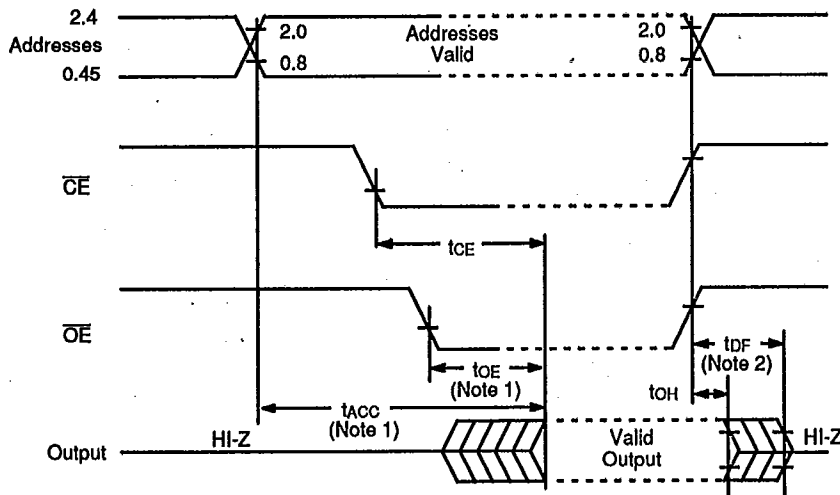 2.4
Addresses
0.45
2.0
0.8
Addresses
Valid
2.0
0.8
CE
tCE
OE
tOE
(Note 1)
tDF
(Note 2)
tOH
tACC
(Note 1)
Output
HI-Z
Valid
Output
HI-Z